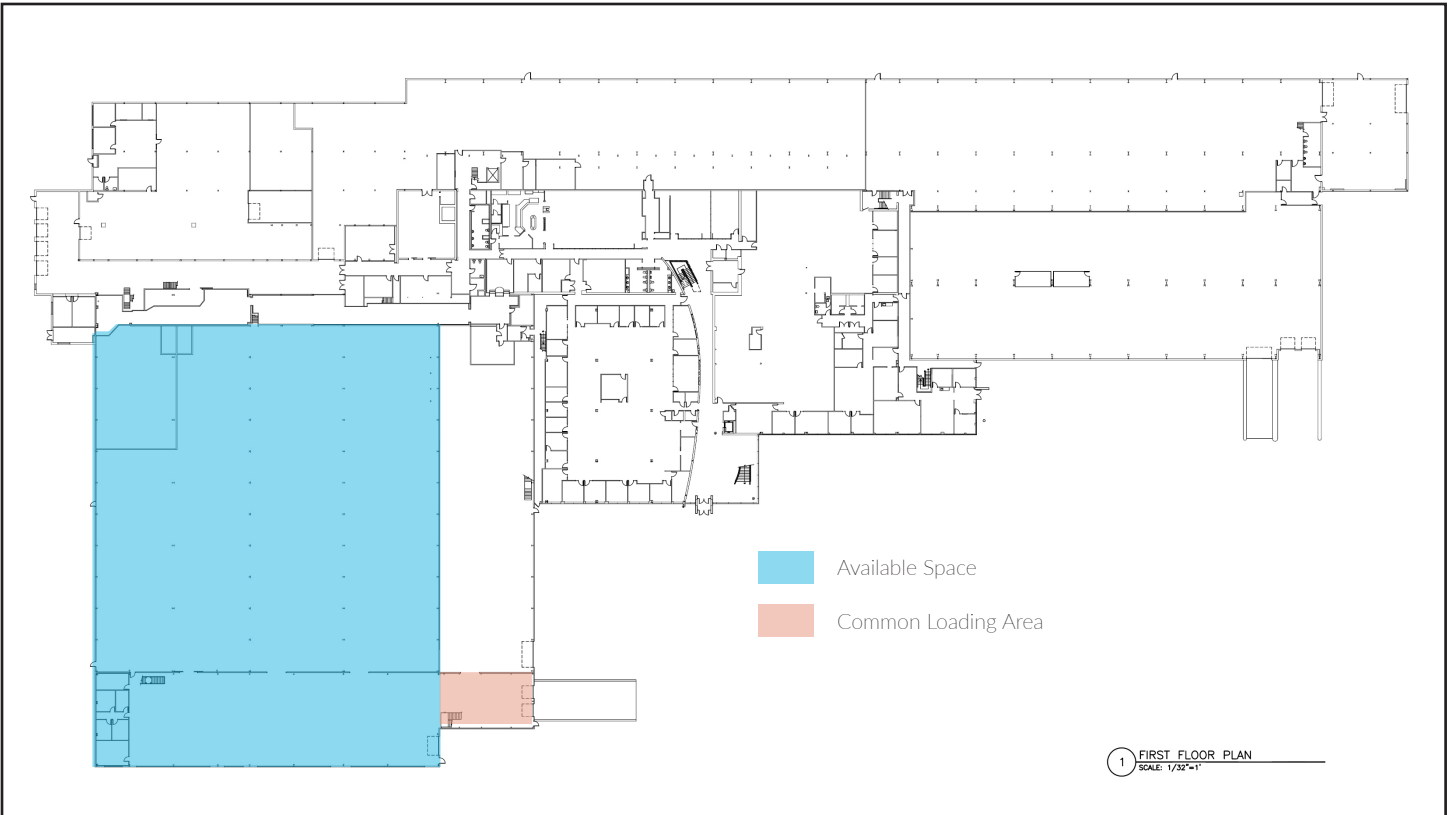 Available Space
Common Loading Area
1
FIRST FLOOR PLAN
SCALE: 1/32"=1'